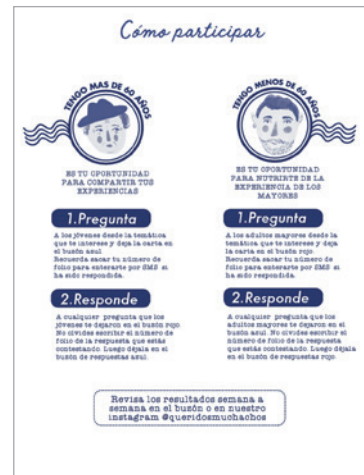 Cómo participar
TENGO MAS DE 60 AÑOS
ES TU OPORTUNIDAD
PARA COMPARTIR TUS
EXPERIENCIAS
1.Pregunta
A los jóvenes desde la temática
que te interese y deja la carta en
el buzón azul.
Recuerda sacar tu número de
folio para enterarte por SMS si
ha sido respondida.
2.Responde
A cualquier pregunta que los
jóvenes te dejaron en el busón rojo.
No olvides escribir el número de
folio de la respuesta que estás
contestando. Luego déjala en el
buzón de respuestas azul.
TENGO MENOS DE 60 AÑOS
ES TU OPORTUNIDAD
PARA NUTRIRTE DE LA
EXPERIENCIA DE LOS
MAYORES
1.Pregunta
A los adultos mayores desde la
temática que te interese y deja
la carta en el buzón rojo.
Recuerda sacar tu número de
folio para enterarte por SMS si
ha sido respondida.
2.Responde
A cualquier pregunta que los
adultos mayores te dejaron en el
buzón azul. No olvides escribir el
número de folio de la respuesta
que estás contestando. Luego déjala
en el buzón de respuestas rojo.
Revisa los resultados semana a
semana en el buzón o en nuestro
instagram @queridosmuchachos